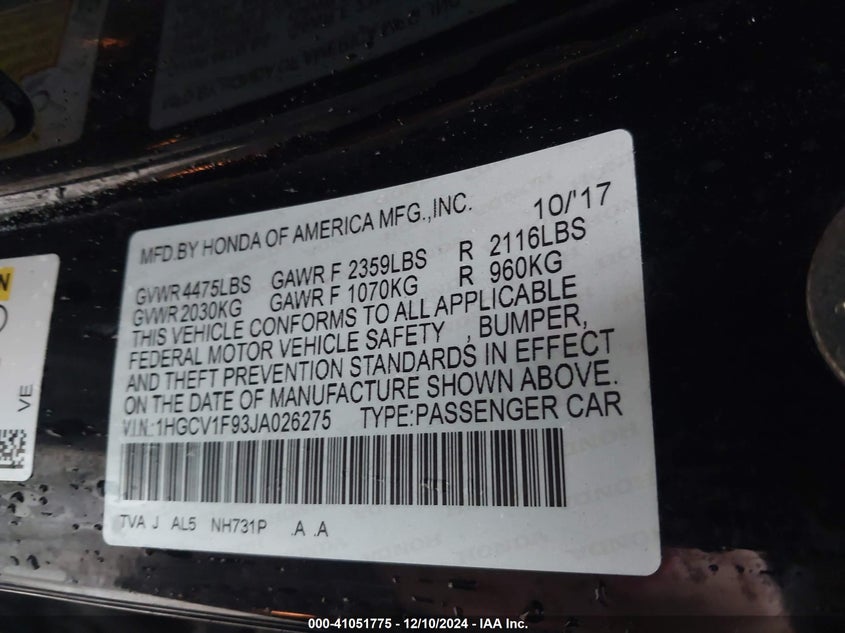 MFD.BY HONDA OF AMERICA MFG.,INC. 10/'17
GVWR 4475LBS GAWR F 2359LBS R 2116LBS
GVWR 2030KG GAWR F 1070KG R 960KG
THIS VEHICLE CONFORMS TO ALL APPLICABLE
FEDERAL MOTOR VEHICLE SAFETY , BUMPER,
AND THEFT PREVENTION STANDARDS IN EFFECT
ON THE DATE OF MANUFACTURE SHOWN ABOVE.
V.I.N.:1HGCV1F93JA026275 TYPE:PASSENGER CAR
TVA J AL5 NH731P .A .A
VE
000-41051775 - 12/10/2024 - IAA Inc.